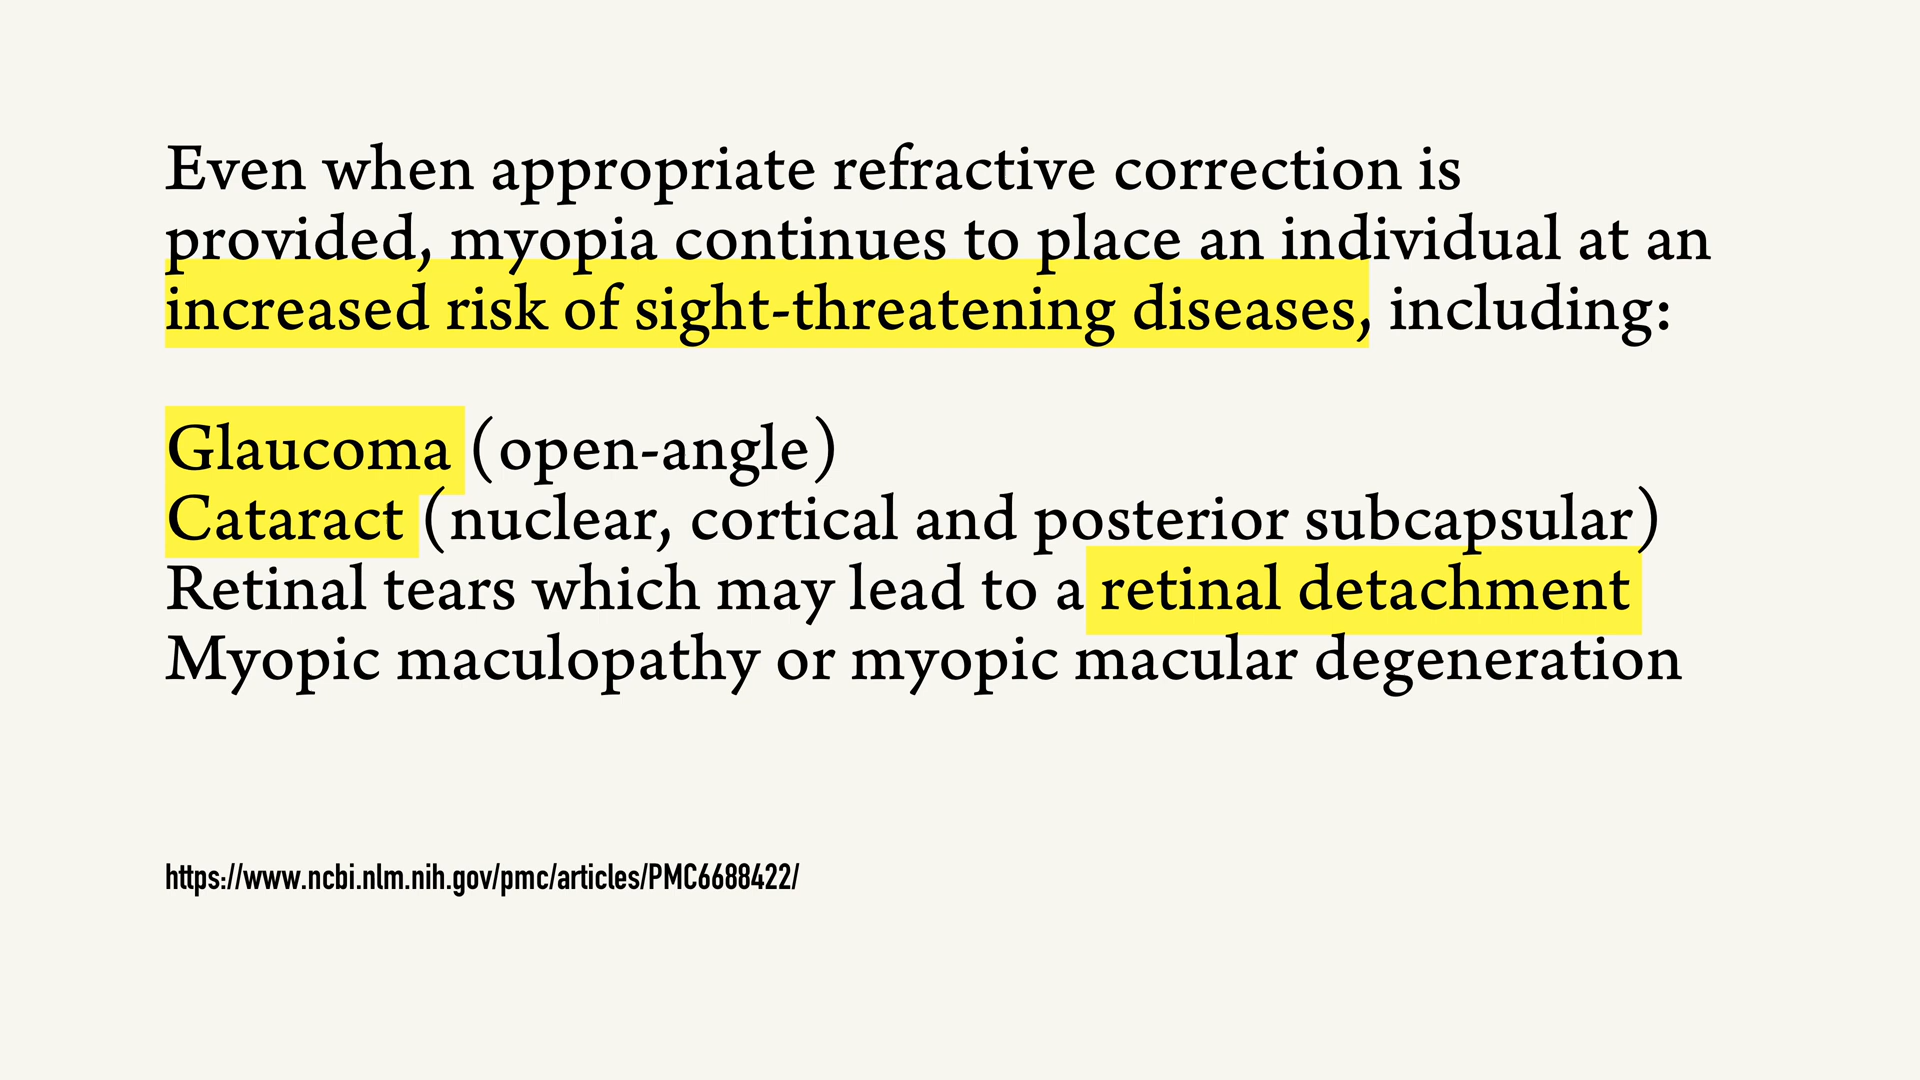 Even when appropriate refractive correction is
provided, myopia continues to place an individual at an
increased risk of sight-threatening diseases, including:
Glaucoma (open-angle)
Cataract (nuclear, cortical and posterior subcapsular)
Retinal tears which may lead to a retinal detachment
Myopic maculopathy or myopic macular degeneration
https://www.ncbi.nlm.nih.gov/pmc/articles/PMC6688422/